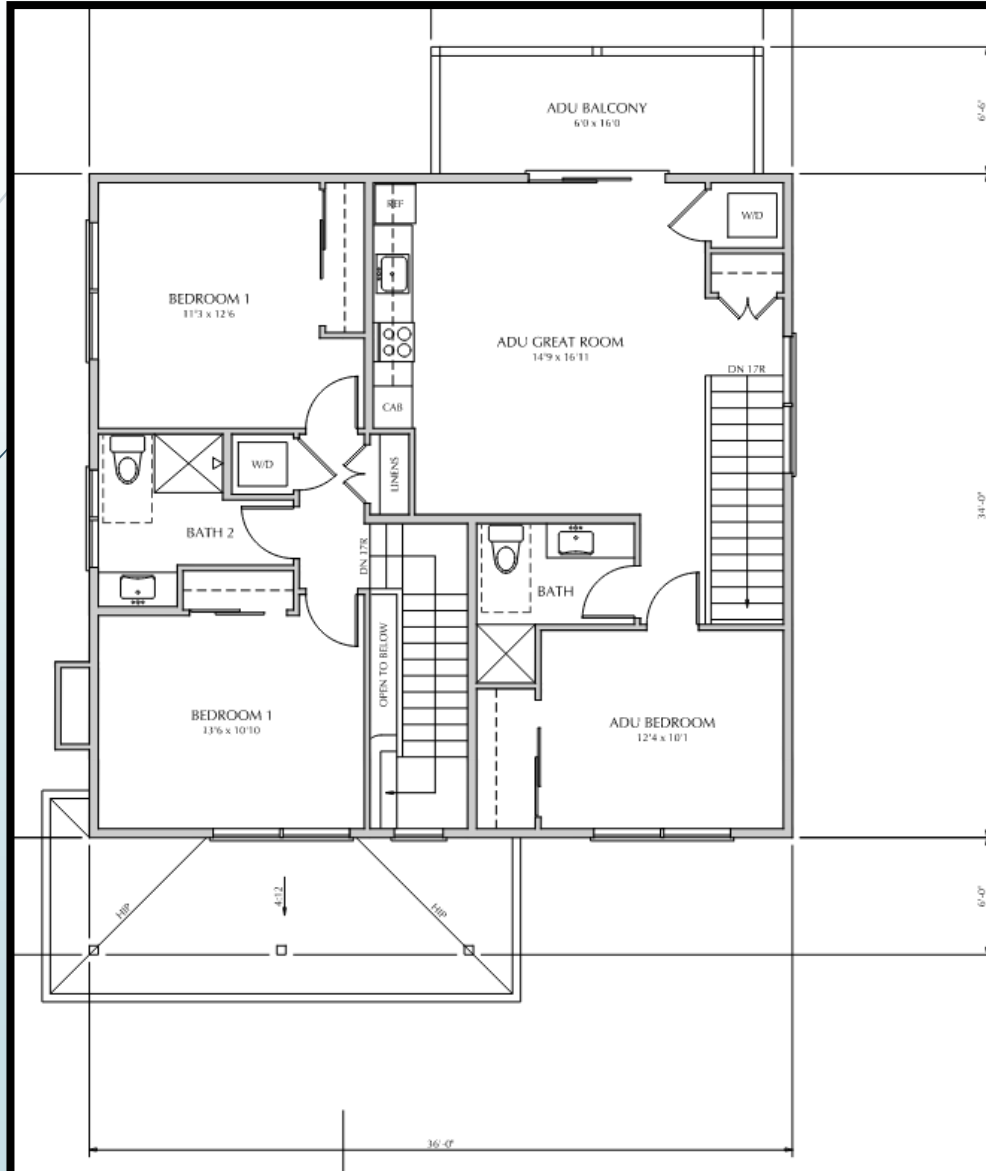 ADU BALCONY
6'0 x 16'0
6'-6"
REF
W/D
BEDROOM 1
11'3 x 12'6
ADU GREAT ROOM
14'9 x 16'11
DN 17R
CAB
W/D
LINENS
34'-0"
BATH 2
DN 17R
BATH
OPEN TO BELOW
BEDROOM 1
13'6 x 10'10
ADU BEDROOM
12'4 x 10'1
4:12
HIP
HIP
6'-0"
36'-0"